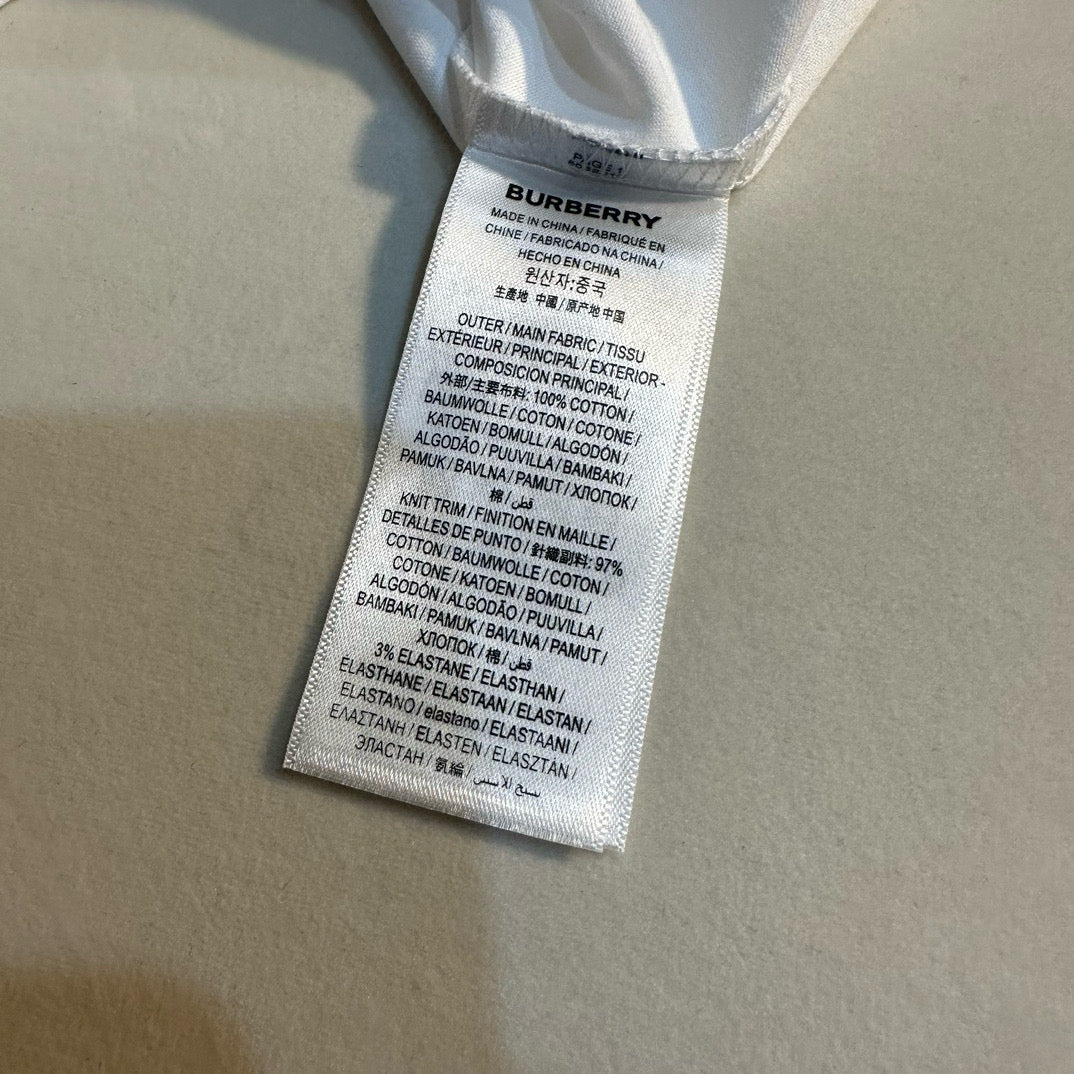 BURBERRY
MADE IN CHINA / FABRIQUÉ EN
CHINE / FABRICADO NA CHINA /
HECHO EN CHINA
원산자:중국
生產地 中國 / 原产地 中国
OUTER / MAIN FABRIC / TISSU
EXTÉRIEUR / PRINCIPAL / EXTERIOR -
COMPOSICION PRINCIPAL /
外部/主要布料: 100% COTTON /
BAUMWOLLE / COTON / COTONE /
KATOEN / BOMULL / ALGODÓN /
ALGODÃO / PUUVILLA / BAMBAKI /
PAMUK / BAVLNA / PAMUT / ХЛОПОК /
棉 / قطن
KNIT TRIM / FINITION EN MAILLE /
DETALLES DE PUNTO / 針織副料: 97%
COTTON / BAUMWOLLE / COTON /
COTONE / KATOEN / BOMULL /
ALGODÓN / ALGODÃO / PUUVILLA /
BAMBAKI / PAMUK / BAVLNA / PAMUT /
ХЛОПОК / 棉 / قطن
3% ELASTANE / ELASTHAN /
ELASTHANE / ELASTAAN / ELASTAN /
ELASTANO / elastano / ELASTAANI /
ΕΛΑΣΤΑΝΗ / ELASTEN / ELASZTÁN /
ЭЛАСТАН / 氨綸 /